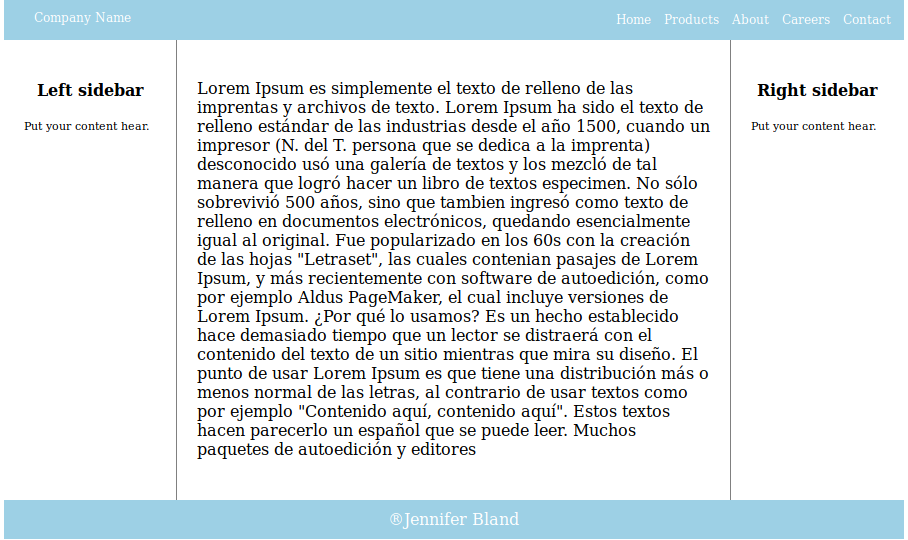 Company Name
Home Products About Careers Contact
Left sidebar
Put your content hear.
Lorem Ipsum es simplemente el texto de relleno de las
imprentas y archivos de texto. Lorem Ipsum ha sido el texto de
relleno estándar de las industrias desde el año 1500, cuando un
impresor (N. del T. persona que se dedica a la imprenta)
desconocido usó una galería de textos y los mezcló de tal
manera que logró hacer un libro de textos especimen. No sólo
sobrevivió 500 años, sino que tambien ingresó como texto de
relleno en documentos electrónicos, quedando esencialmente
igual al original. Fue popularizado en los 60s con la creación
de las hojas "Letraset", las cuales contenian pasajes de Lorem
Ipsum, y más recientemente con software de autoedición, como
por ejemplo Aldus PageMaker, el cual incluye versiones de
Lorem Ipsum. ¿Por qué lo usamos? Es un hecho establecido
hace demasiado tiempo que un lector se distraerá con el
contenido del texto de un sitio mientras que mira su diseño. El
punto de usar Lorem Ipsum es que tiene una distribución más o
menos normal de las letras, al contrario de usar textos como
por ejemplo "Contenido aquí, contenido aquí". Estos textos
hacen parecerlo un español que se puede leer. Muchos
paquetes de autoedición y editores
Right sidebar
Put your content hear.
®Jennifer Bland